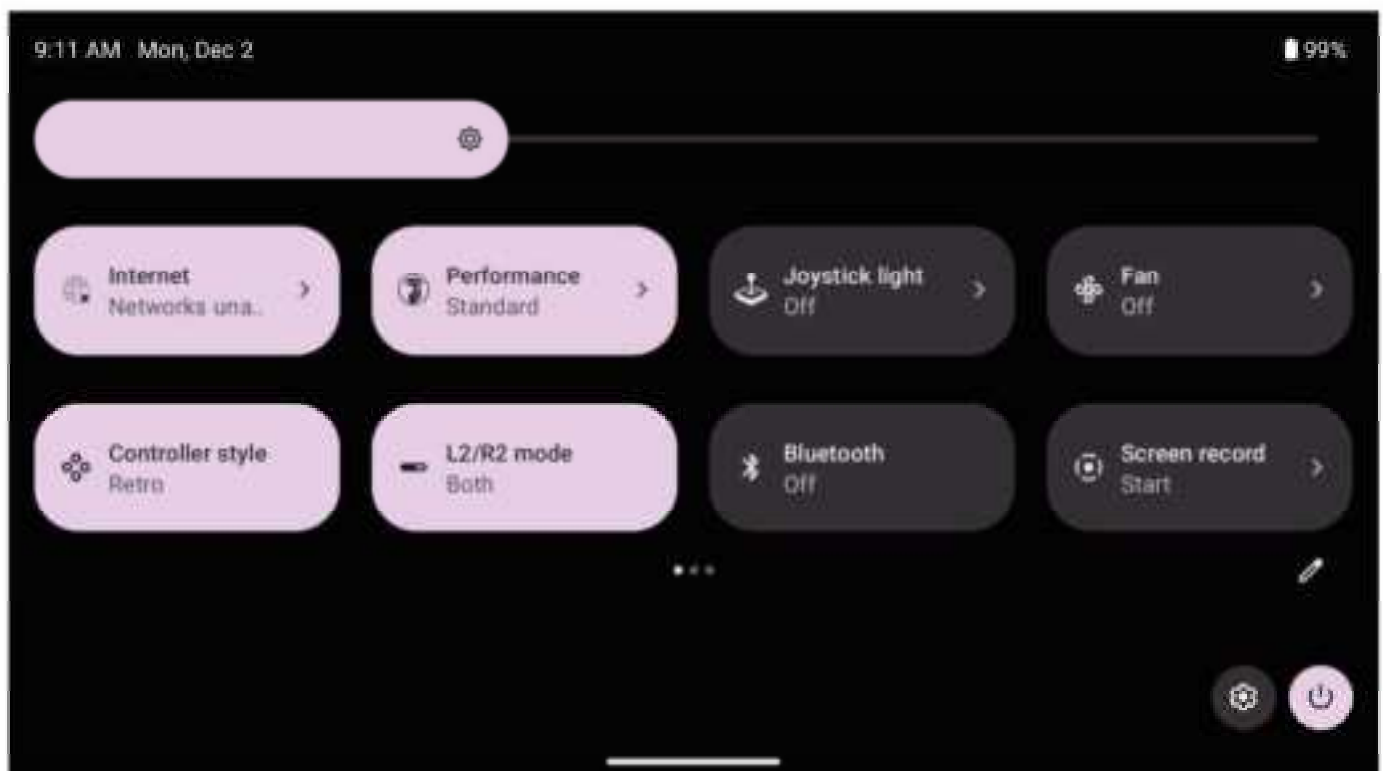 9:11 AM Mon, Dec 2
99%
Internet
Networks una..
Performance
Standard
Joystick light
Off
Fan
Off
Controller style
Retro
L2/R2 mode
Both
Bluetooth
Off
Screen record
Start